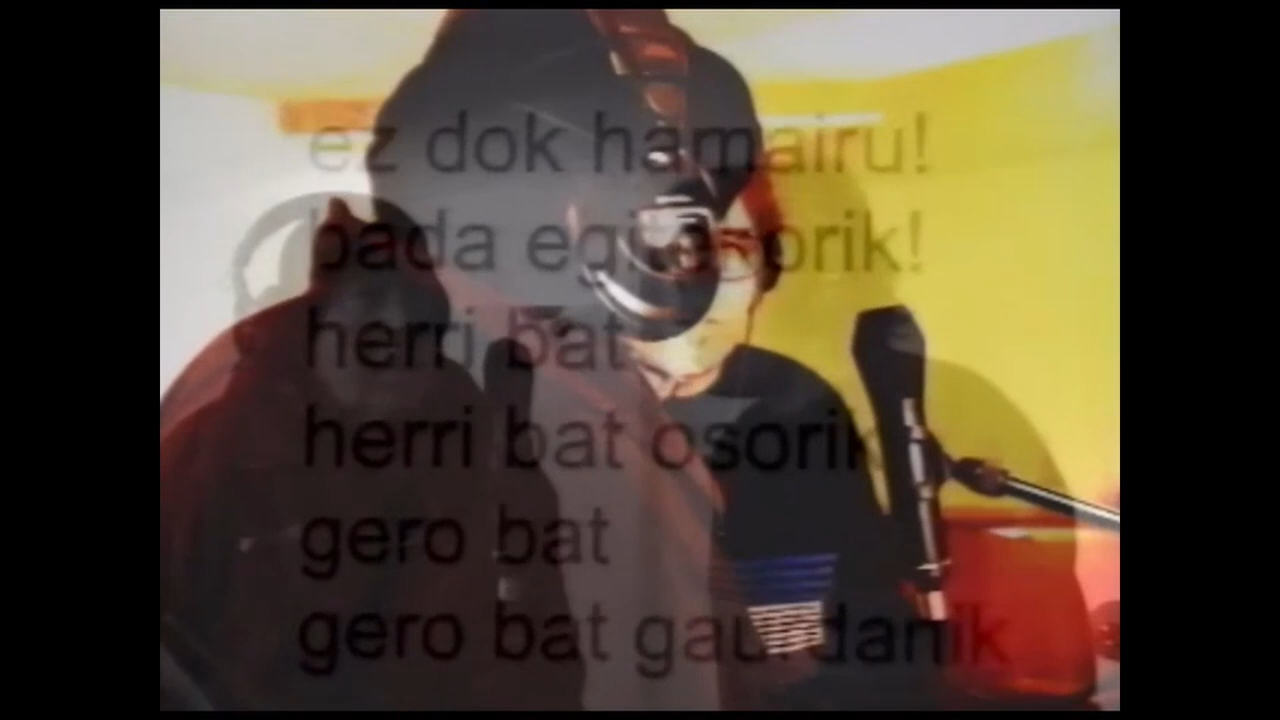 ez dok hamairu!
bada
herri bat
herri bat osorik
gero bat
gero bat gaurdanik